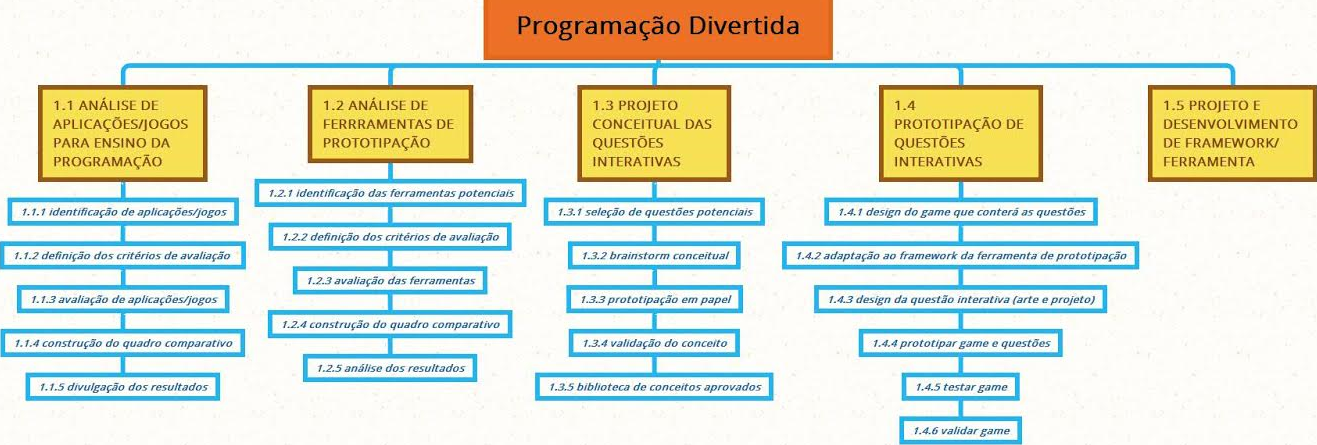 Programação Divertida
1.1 ANÁLISE DE
APLICAÇÕES/JOGOS
PARA ENSINO DA
PROGRAMAÇÃO
1.1.1 identificação de aplicações/jogos
1.1.2 definição dos critérios de avaliação
1.1.3 avaliação de aplicações/jogos
1.1.4 construção do quadro comparativo
1.1.5 divulgação dos resultados
1.2 ANÁLISE DE
FERRRAMENTAS DE
PROTOTIPAÇÃO
1.2.1 identificação das ferramentas potenciais
1.2.2 definição dos critérios de avaliação
1.2.3 avaliação das ferramentas
1.2.4 construção do quadro comparativo
1.2.5 análise dos resultados
1.3 PROJETO
CONCEITUAL DAS
QUESTÕES
INTERATIVAS
1.3.1 seleção de questões potenciais
1.3.2 brainstorm conceitual
1.3.3 prototipação em papel
1.3.4 validação do conceito
1.3.5 biblioteca de conceitos aprovados
1.4
PROTOTIPAÇÃO DE
QUESTÕES
INTERATIVAS
1.4.1 design do game que conterá as questões
1.4.2 adaptação ao framework da ferramenta de prototipação
1.4.3 design da questão interativa (arte e projeto)
1.4.4 prototipar game e questões
1.4.5 testar game
1.4.6 validar game
1.5 PROJETO E
DESENVOLVIMENTO
DE FRAMEWORK/
FERRAMENTA